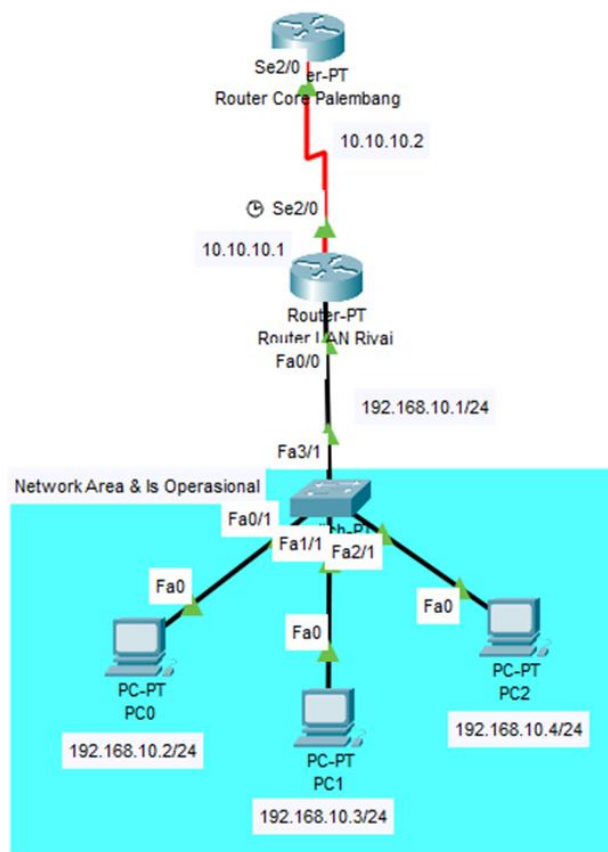 Se2/0
er-PT
Router Core Palembang
10.10.10.2
Se2/0
10.10.10.1
Router-PT
Router LAN Rivai
Fa0/0
192.168.10.1/24
Fa3/1
Network Area & Is Operasional
Fa0/1
Fa1/1
Fa2/1
Fa0
Fa0
Fa0
PC-PT
PC0
192.168.10.2/24
PC-PT
PC1
192.168.10.3/24
PC-PT
PC2
192.168.10.4/24